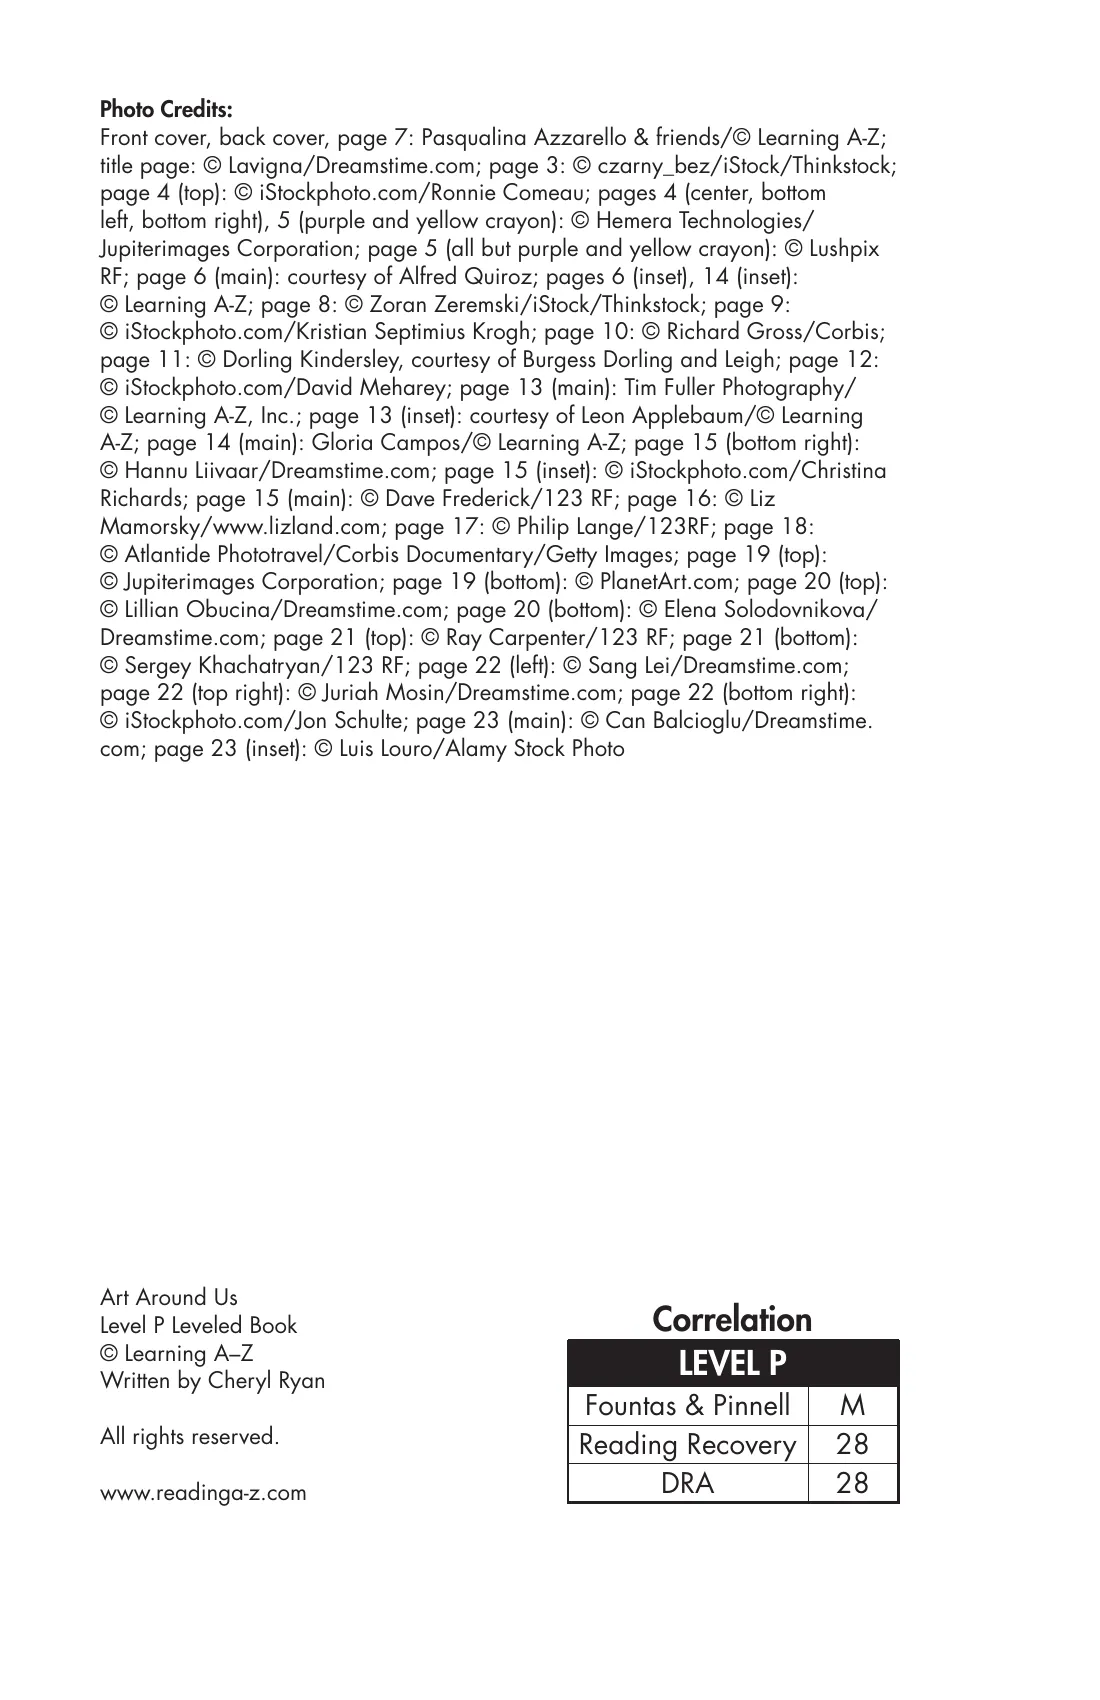 Photo Credits:
Front cover, back cover, page 7: Pasqualina Azzarello & friends/© Learning A-Z;
title page: © Lavigna/Dreamstime.com; page 3: © czarny_bez/iStock/Thinkstock;
page 4 (top): © iStockphoto.com/Ronnie Comeau; pages 4 (center, bottom
left, bottom right), 5 (purple and yellow crayon): © Hemera Technologies/
Jupiterimages Corporation; page 5 (all but purple and yellow crayon): © Lushpix
RF; page 6 (main): courtesy of Alfred Quiroz; pages 6 (inset), 14 (inset):
© Learning A-Z; page 8: © Zoran Zeremski/iStock/Thinkstock; page 9:
© iStockphoto.com/Kristian Septimius Krogh; page 10: © Richard Gross/Corbis;
page 11: © Dorling Kindersley, courtesy of Burgess Dorling and Leigh; page 12:
© iStockphoto.com/David Meharey; page 13 (main): Tim Fuller Photography/
© Learning A-Z, Inc.; page 13 (inset): courtesy of Leon Applebaum/© Learning
A-Z; page 14 (main): Gloria Campos/© Learning A-Z; page 15 (bottom right):
© Hannu Liivaar/Dreamstime.com; page 15 (inset): © iStockphoto.com/Christina
Richards; page 15 (main): © Dave Frederick/123 RF; page 16: © Liz
Mamorsky/www.lizland.com; page 17: © Philip Lange/123RF; page 18:
© Atlantide Phototravel/Corbis Documentary/Getty Images; page 19 (top):
© Jupiterimages Corporation; page 19 (bottom): © PlanetArt.com; page 20 (top):
© Lillian Obucina/Dreamstime.com; page 20 (bottom): © Elena Solodovnikova/
Dreamstime.com; page 21 (top): © Ray Carpenter/123 RF; page 21 (bottom):
© Sergey Khachatryan/123 RF; page 22 (left): © Sang Lei/Dreamstime.com;
page 22 (top right): © Juriah Mosin/Dreamstime.com; page 22 (bottom right):
© iStockphoto.com/Jon Schulte; page 23 (main): © Can Balcioglu/Dreamstime.
com; page 23 (inset): © Luis Louro/Alamy Stock Photo
Art Around Us
Level P Leveled Book
© Learning A–Z
Written by Cheryl Ryan
All rights reserved.
www.readinga-z.com
Correlation
LEVEL P
Fountas & Pinnell M
Reading Recovery 28
DRA 28